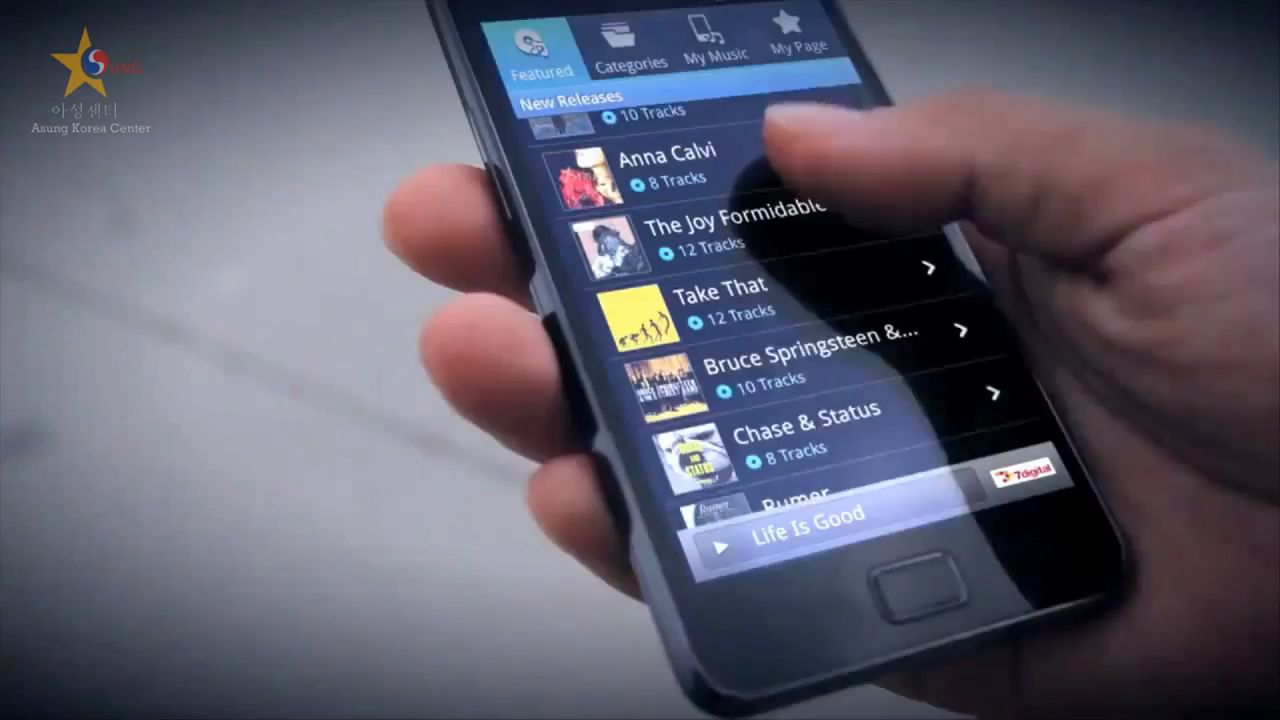 SUNG
아성센터
Asung Korea Center
Featured
Categories
My Music
My Page
New Releases
10 Tracks
Anna Calvi
8 Tracks
The Joy Formidable
12 Tracks
Take That
12 Tracks
Bruce Springsteen &...
10 Tracks
Chase & Status
8 Tracks
Rumer
Rumer
Life Is Good
7digital